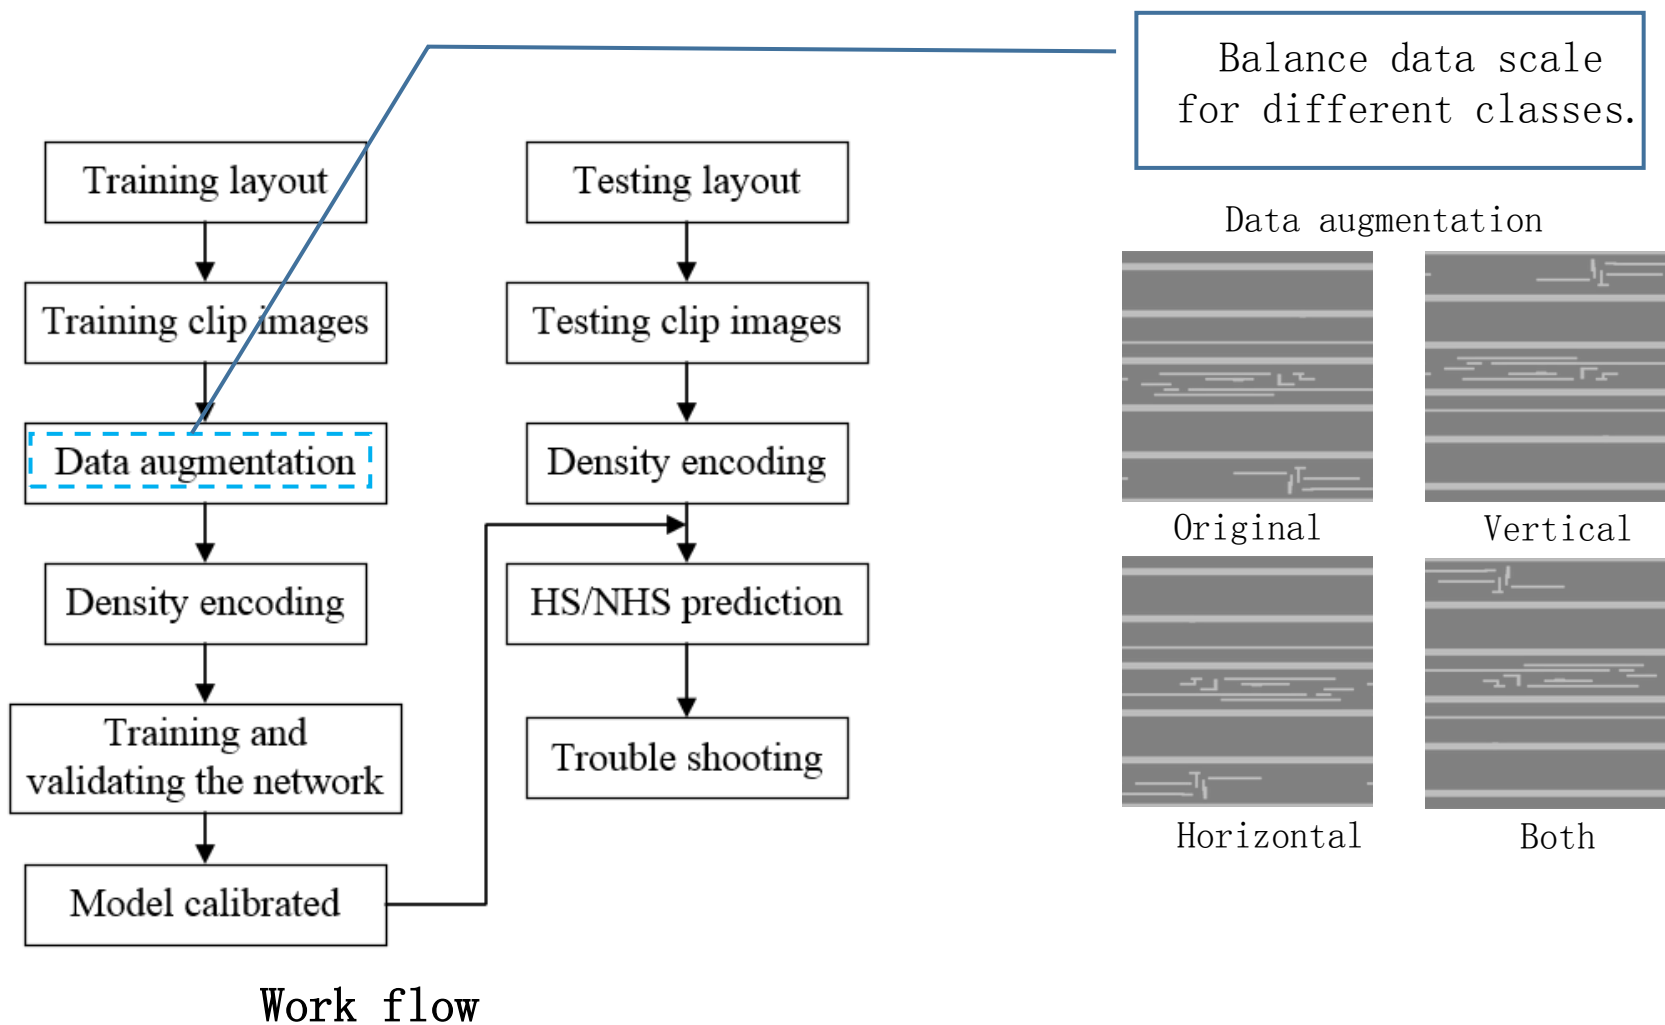 Balance data scale
for different classes.
Training layout
Training clip images
Data augmentation
Density encoding
Training and
validating the network
Model calibrated
Testing layout
Testing clip images
Density encoding
HS/NHS prediction
Trouble shooting
Data augmentation
Original
Vertical
Horizontal
Both
Work flow